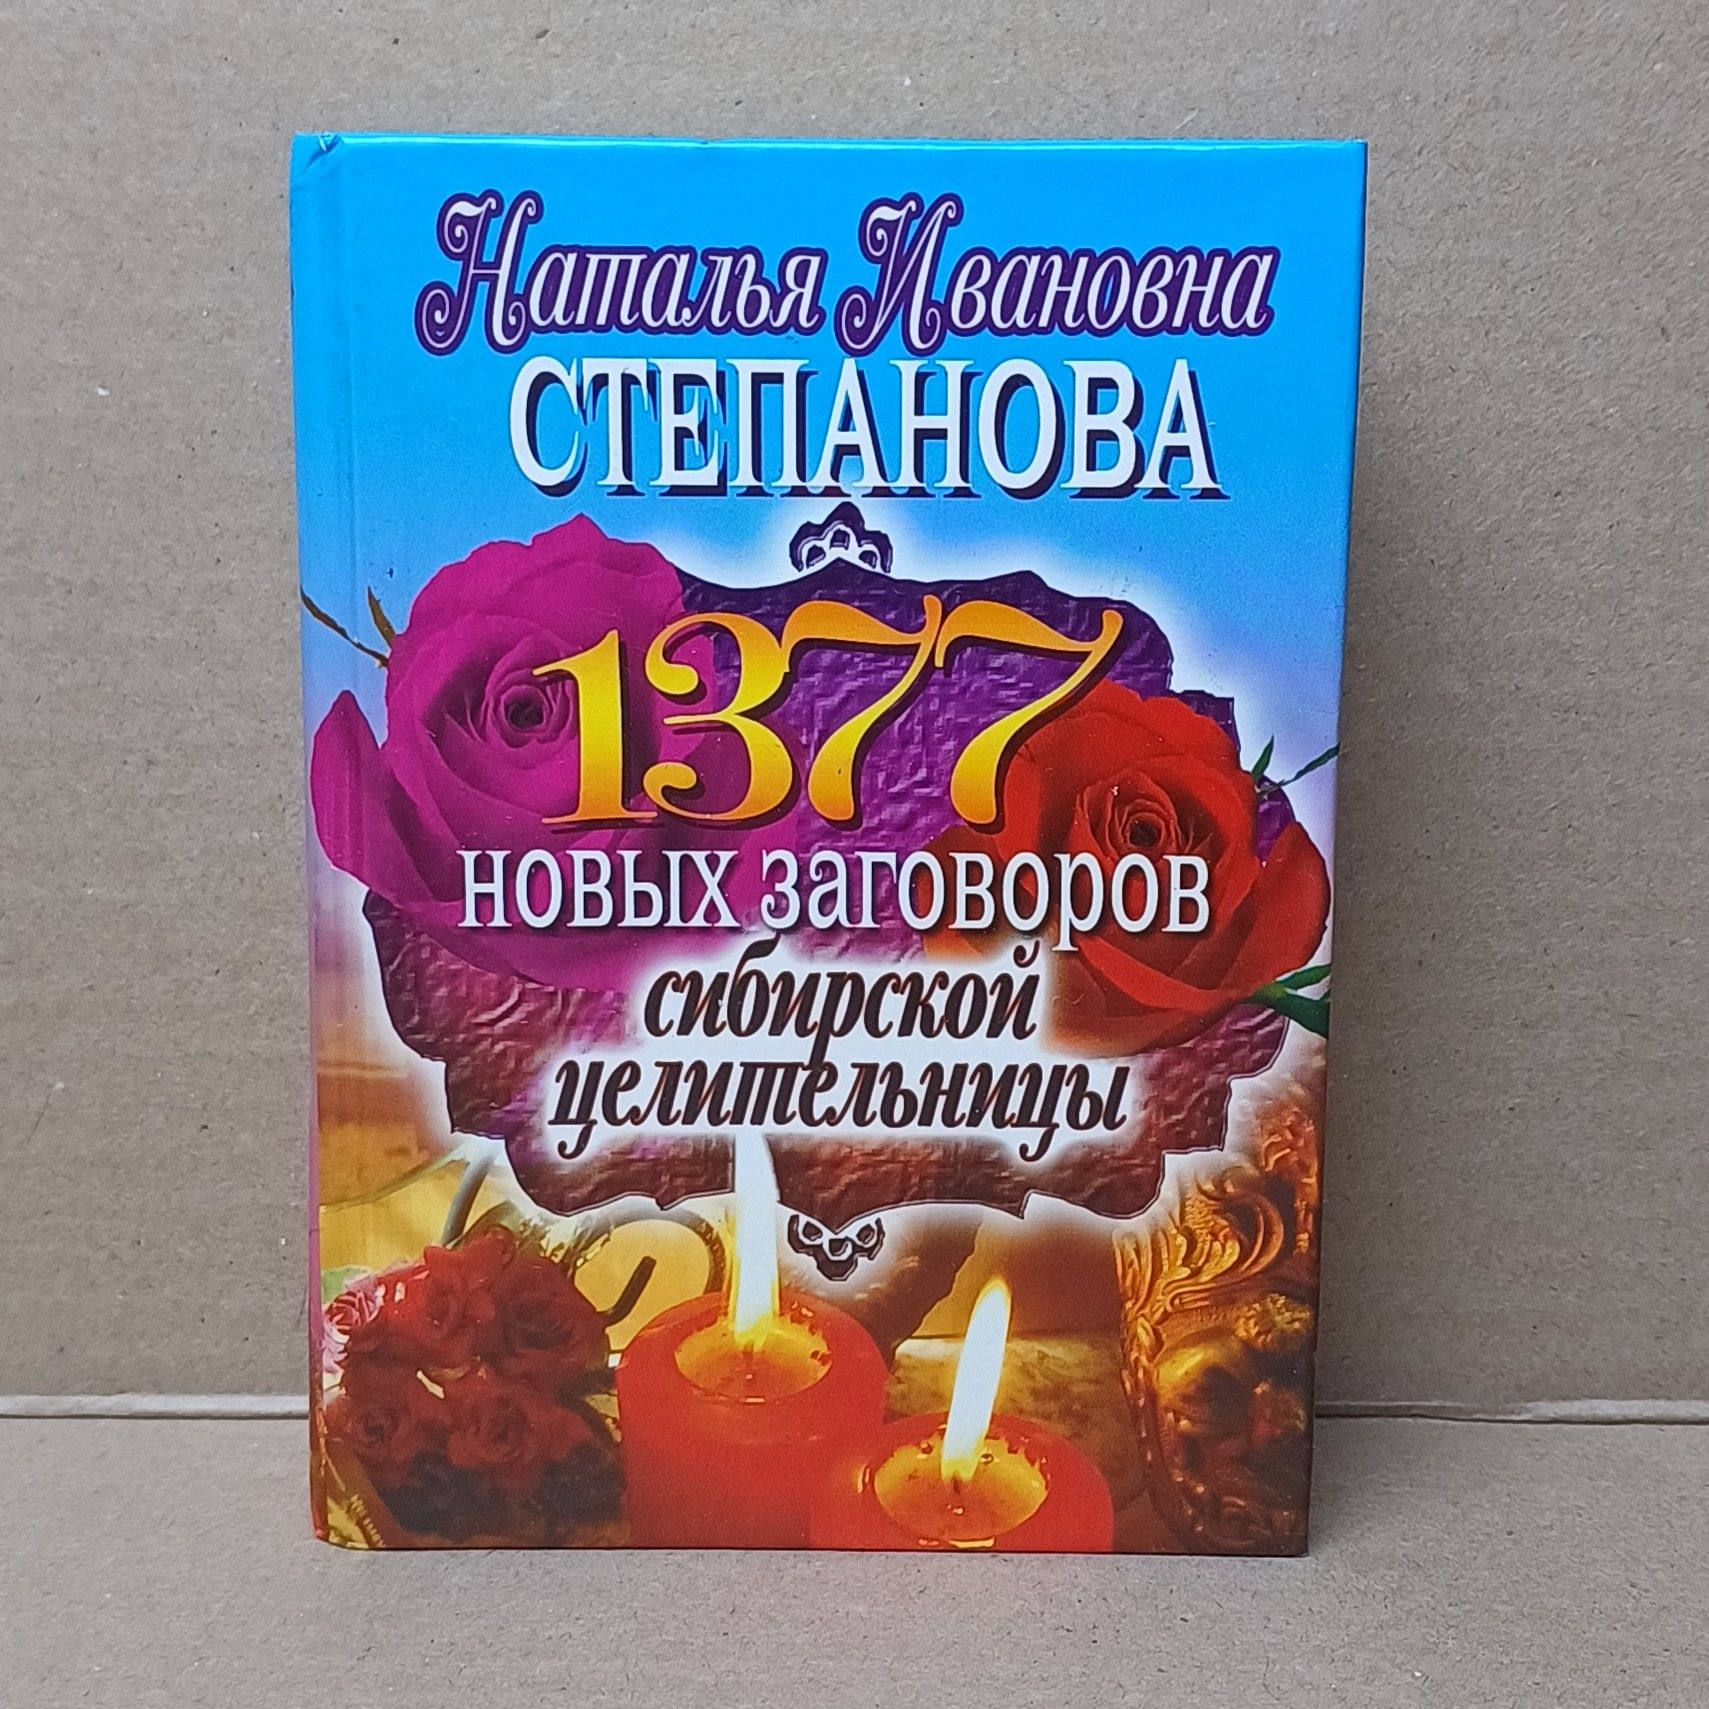 Наталья Ивановна
СТЕПАНОВА
1377
новых заговоров
сибирской
целительницы